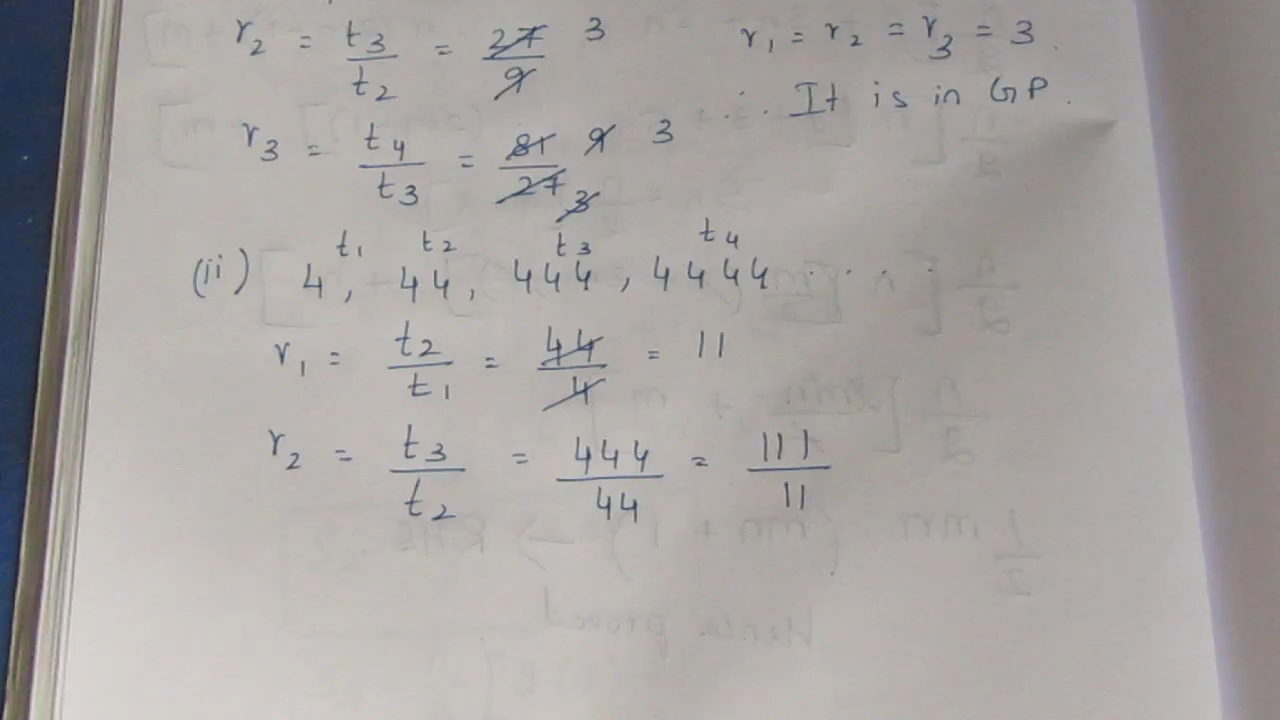 r2 = t3/t2 = 27/9 3 r1 = r2 = r3 = 3
∴ It is in GP.
r3 = t4/t3 = 81/27 9 3 3
t1 t2 t3 t4
(ii) 4, 44, 444, 4444 . . . .
r1 = t2/t1 = 44/4 = 11
r2 = t3/t2 = 444/44 = 111/11